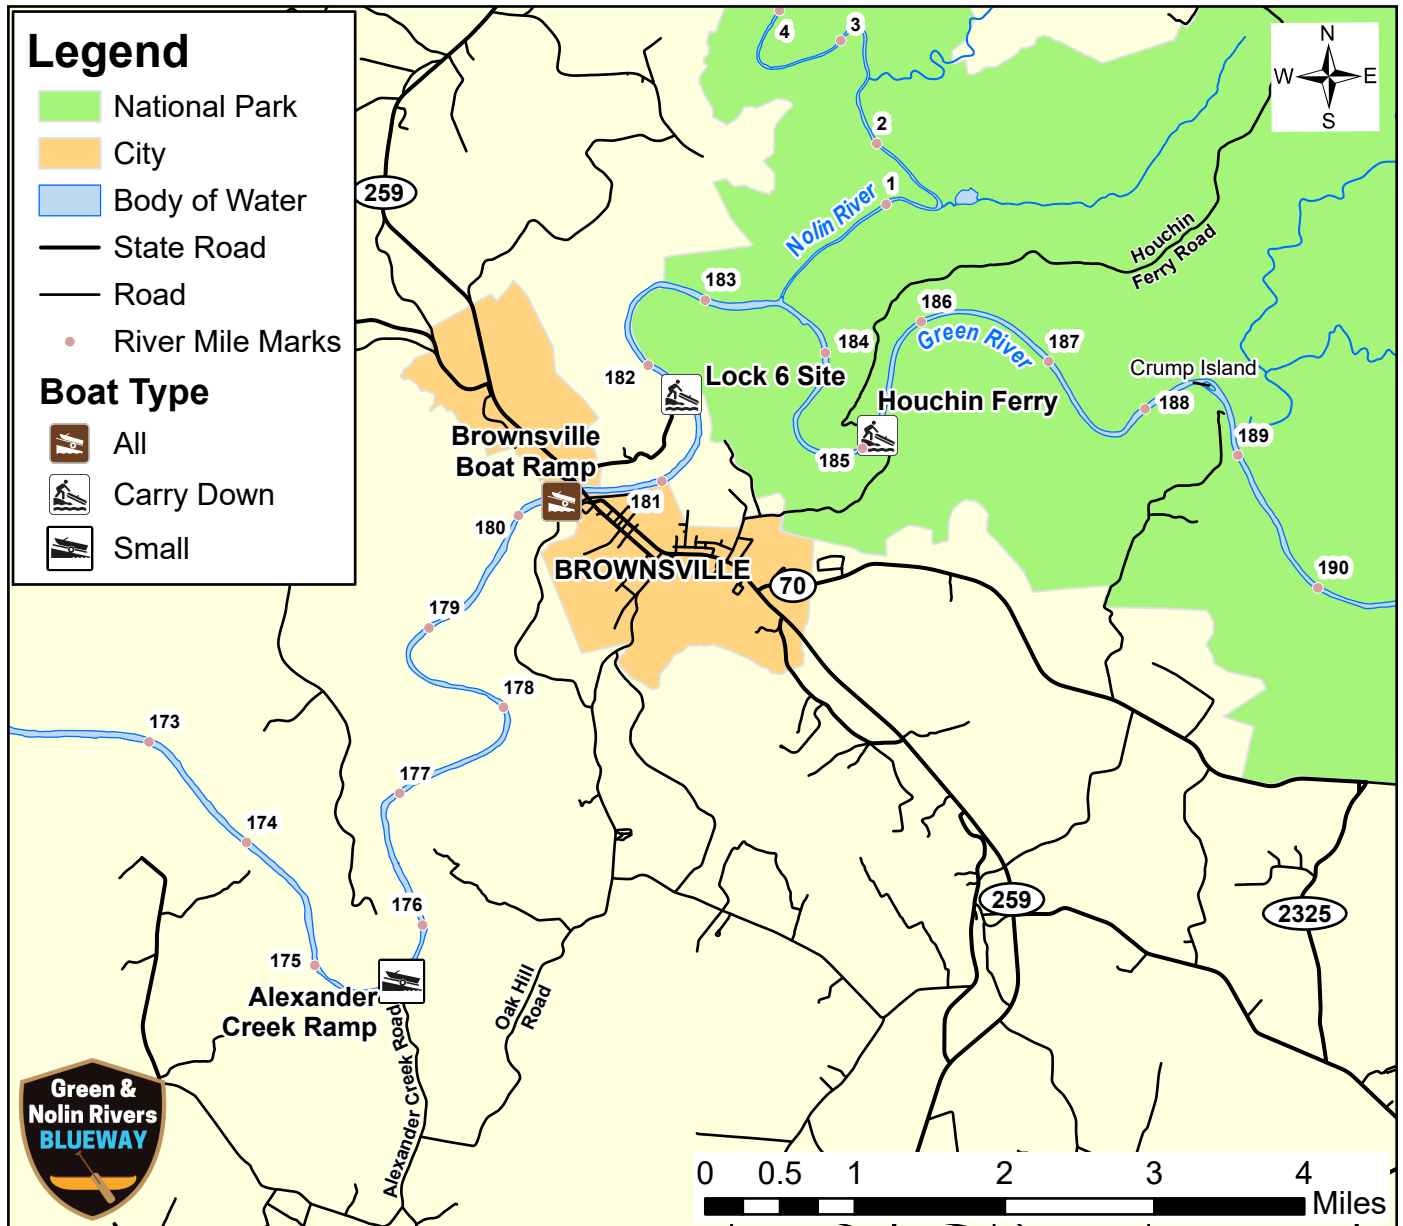 Legend
National Park
City
Body of Water
State Road
Road
River Mile Marks
Boat Type
All
Carry Down
Small
N
W E
S
4
3
2
1
Nolin River
259
183
184
182
Lock 6 Site
186
Green River
187
Houchin
Ferry Road
Crump Island
188
189
190
Houchin Ferry
185
Brownsville
Boat Ramp
181
180
BROWNSVILLE
70
179
178
177
176
175
174
173
Alexander
Creek Ramp
Alexander Creek Road
Oak Hill
Road
259
2325
Green &
Nolin Rivers
BLUEWAY
0 0.5 1 2 3 4
Miles